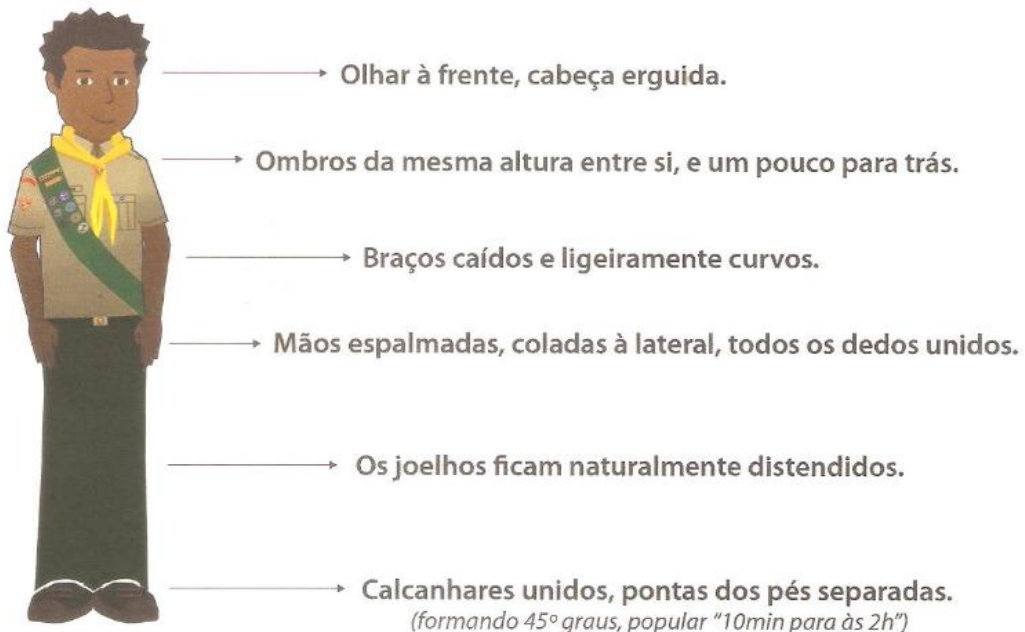 Olhar à frente, cabeça erguida.
Ombros da mesma altura entre si, e um pouco para trás.
Braços caídos e ligeiramente curvos.
Mãos espalmadas, coladas à lateral, todos os dedos unidos.
Os joelhos ficam naturalmente distendidos.
Calcanhares unidos, pontas dos pés separadas.
(formando 45º graus, popular “10min para às 2h”)